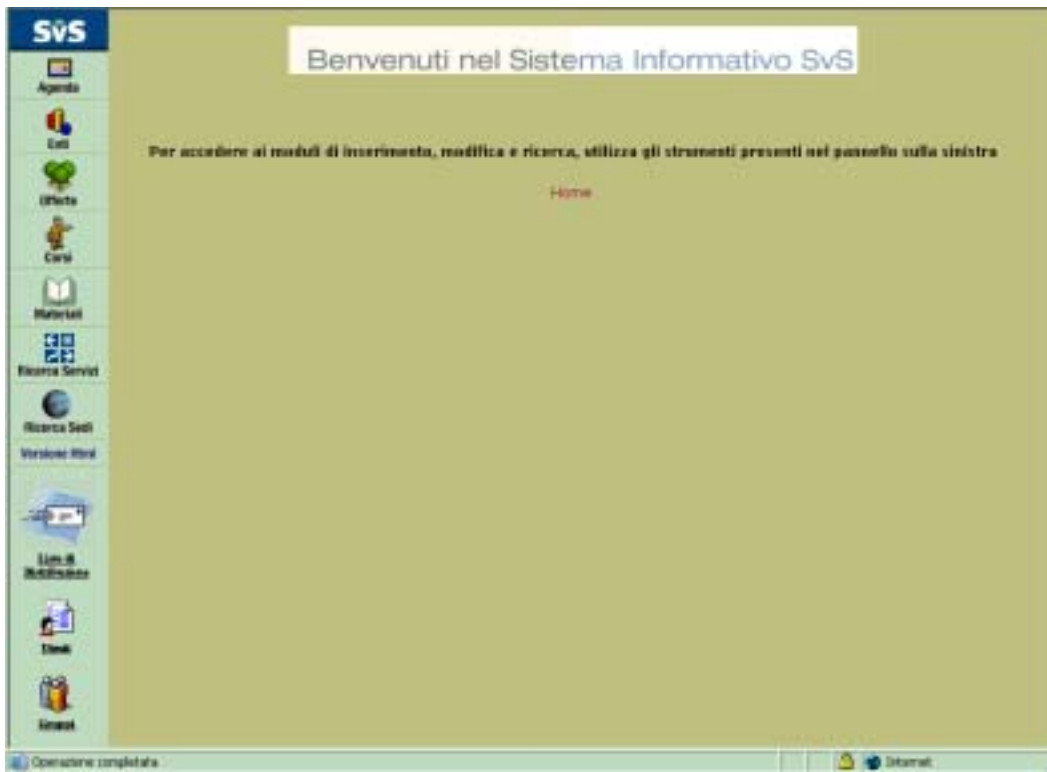 SvS
Benvenuti nel Sistema Informativo SvS
Agenda
Enti
Offerte
Per accedere ai moduli di inserimento, modifica e ricerca, utilizza gli strumenti presenti nel pannello sulla sinistra
Home
Corsi
Materiali
Ricerca Servizi
Ricerca Sedi
Versione Html
Liste di
Distribuzione
Gruppi
Operazione completata
Internet